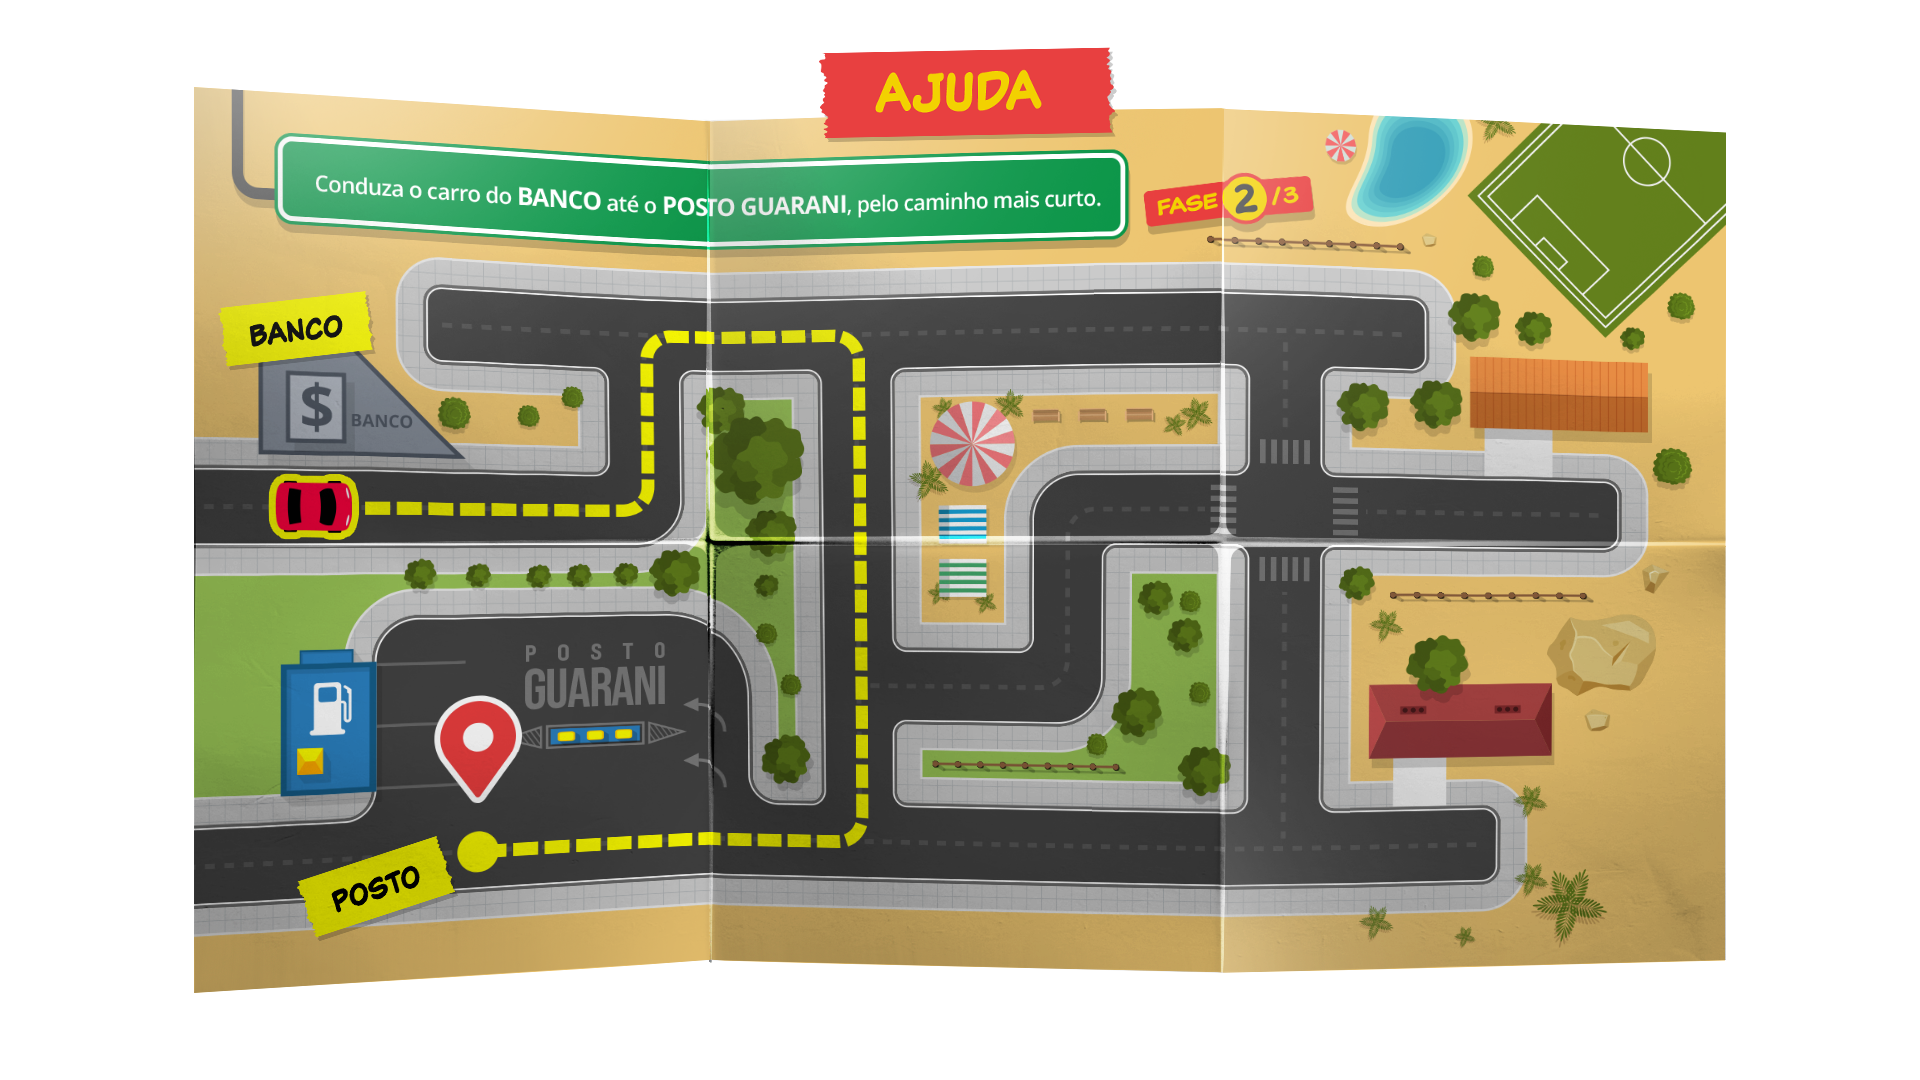 AJUDA
Conduza o carro do BANCO até o POSTO GUARANI, pelo caminho mais curto.
FASE 2 /3
BANCO
$ BANCO
POSTO
GUARANI
POSTO